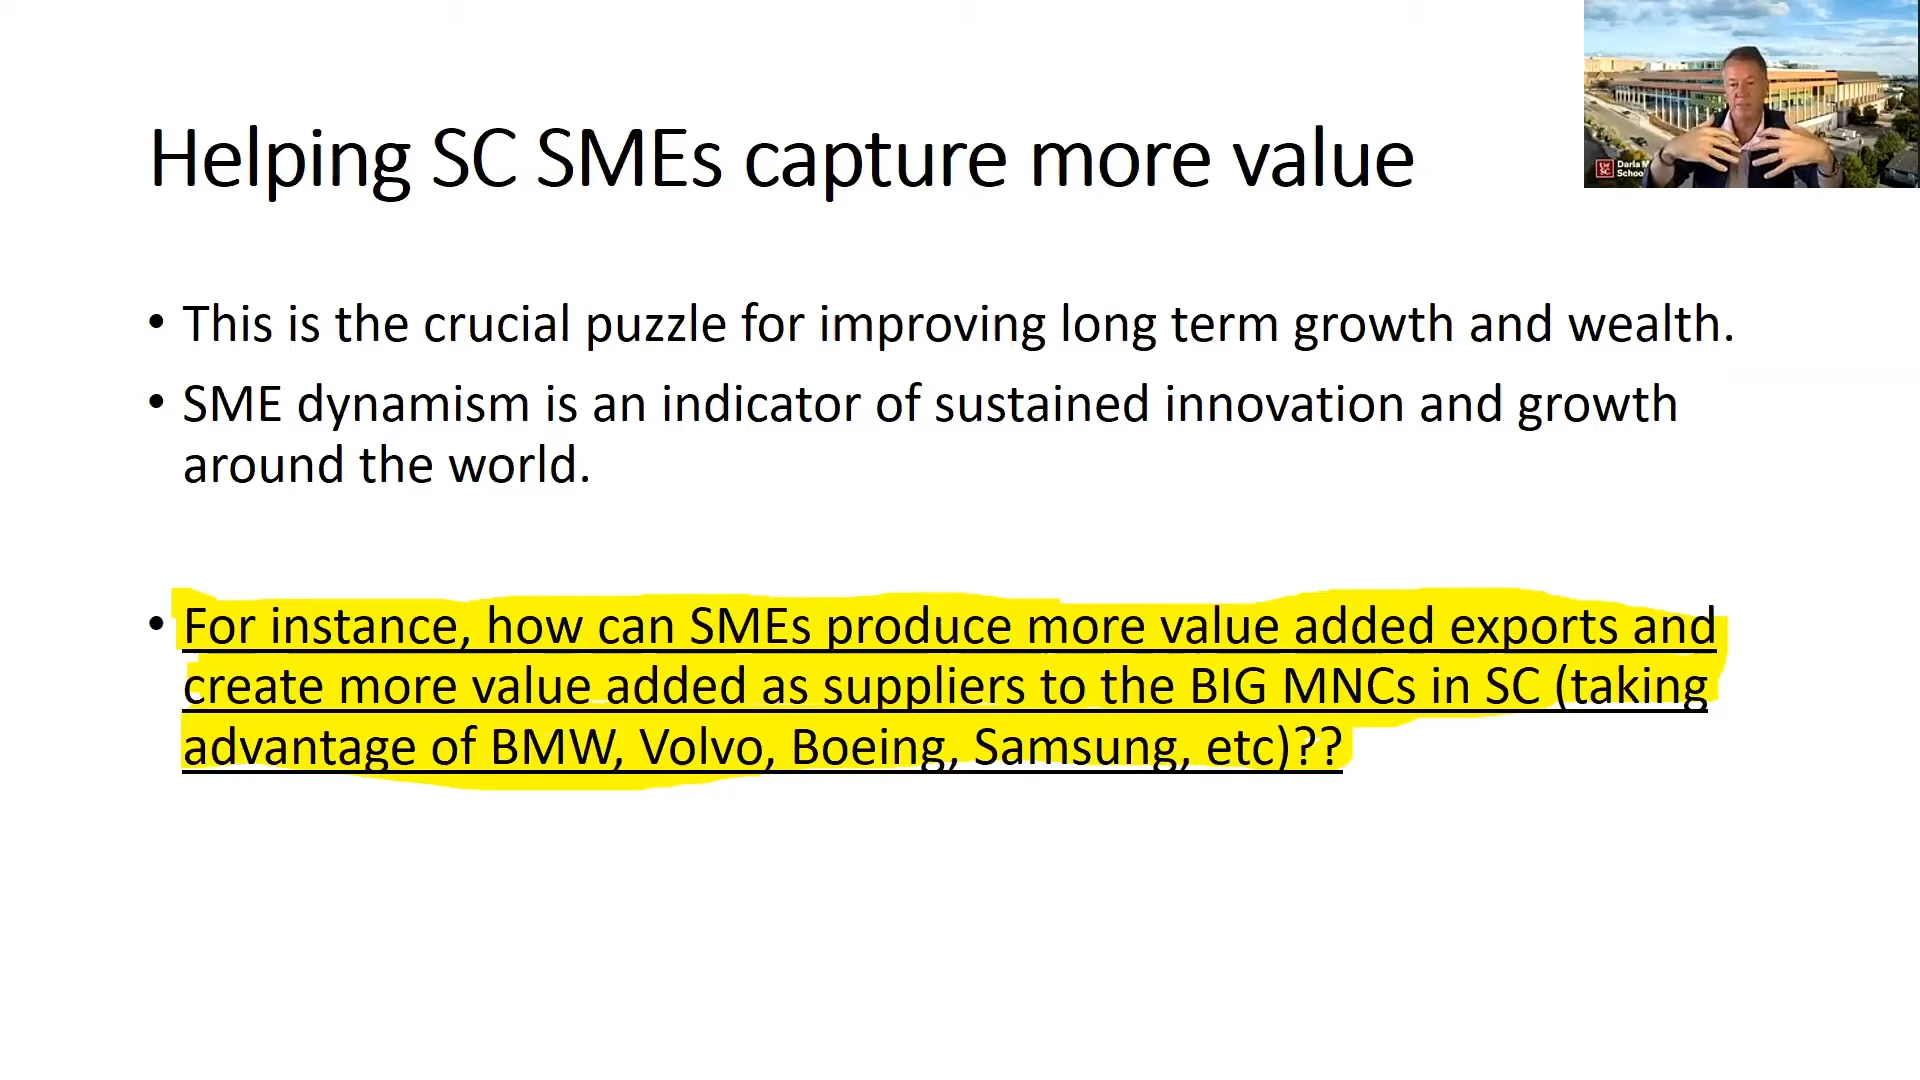 Helping SC SMEs capture more value
• This is the crucial puzzle for improving long term growth and wealth.
• SME dynamism is an indicator of sustained innovation and growth
around the world.
• For instance, how can SMEs produce more value added exports and
create more value added as suppliers to the BIG MNCs in SC (taking
advantage of BMW, Volvo, Boeing, Samsung, etc)??
Darla M
Schoo